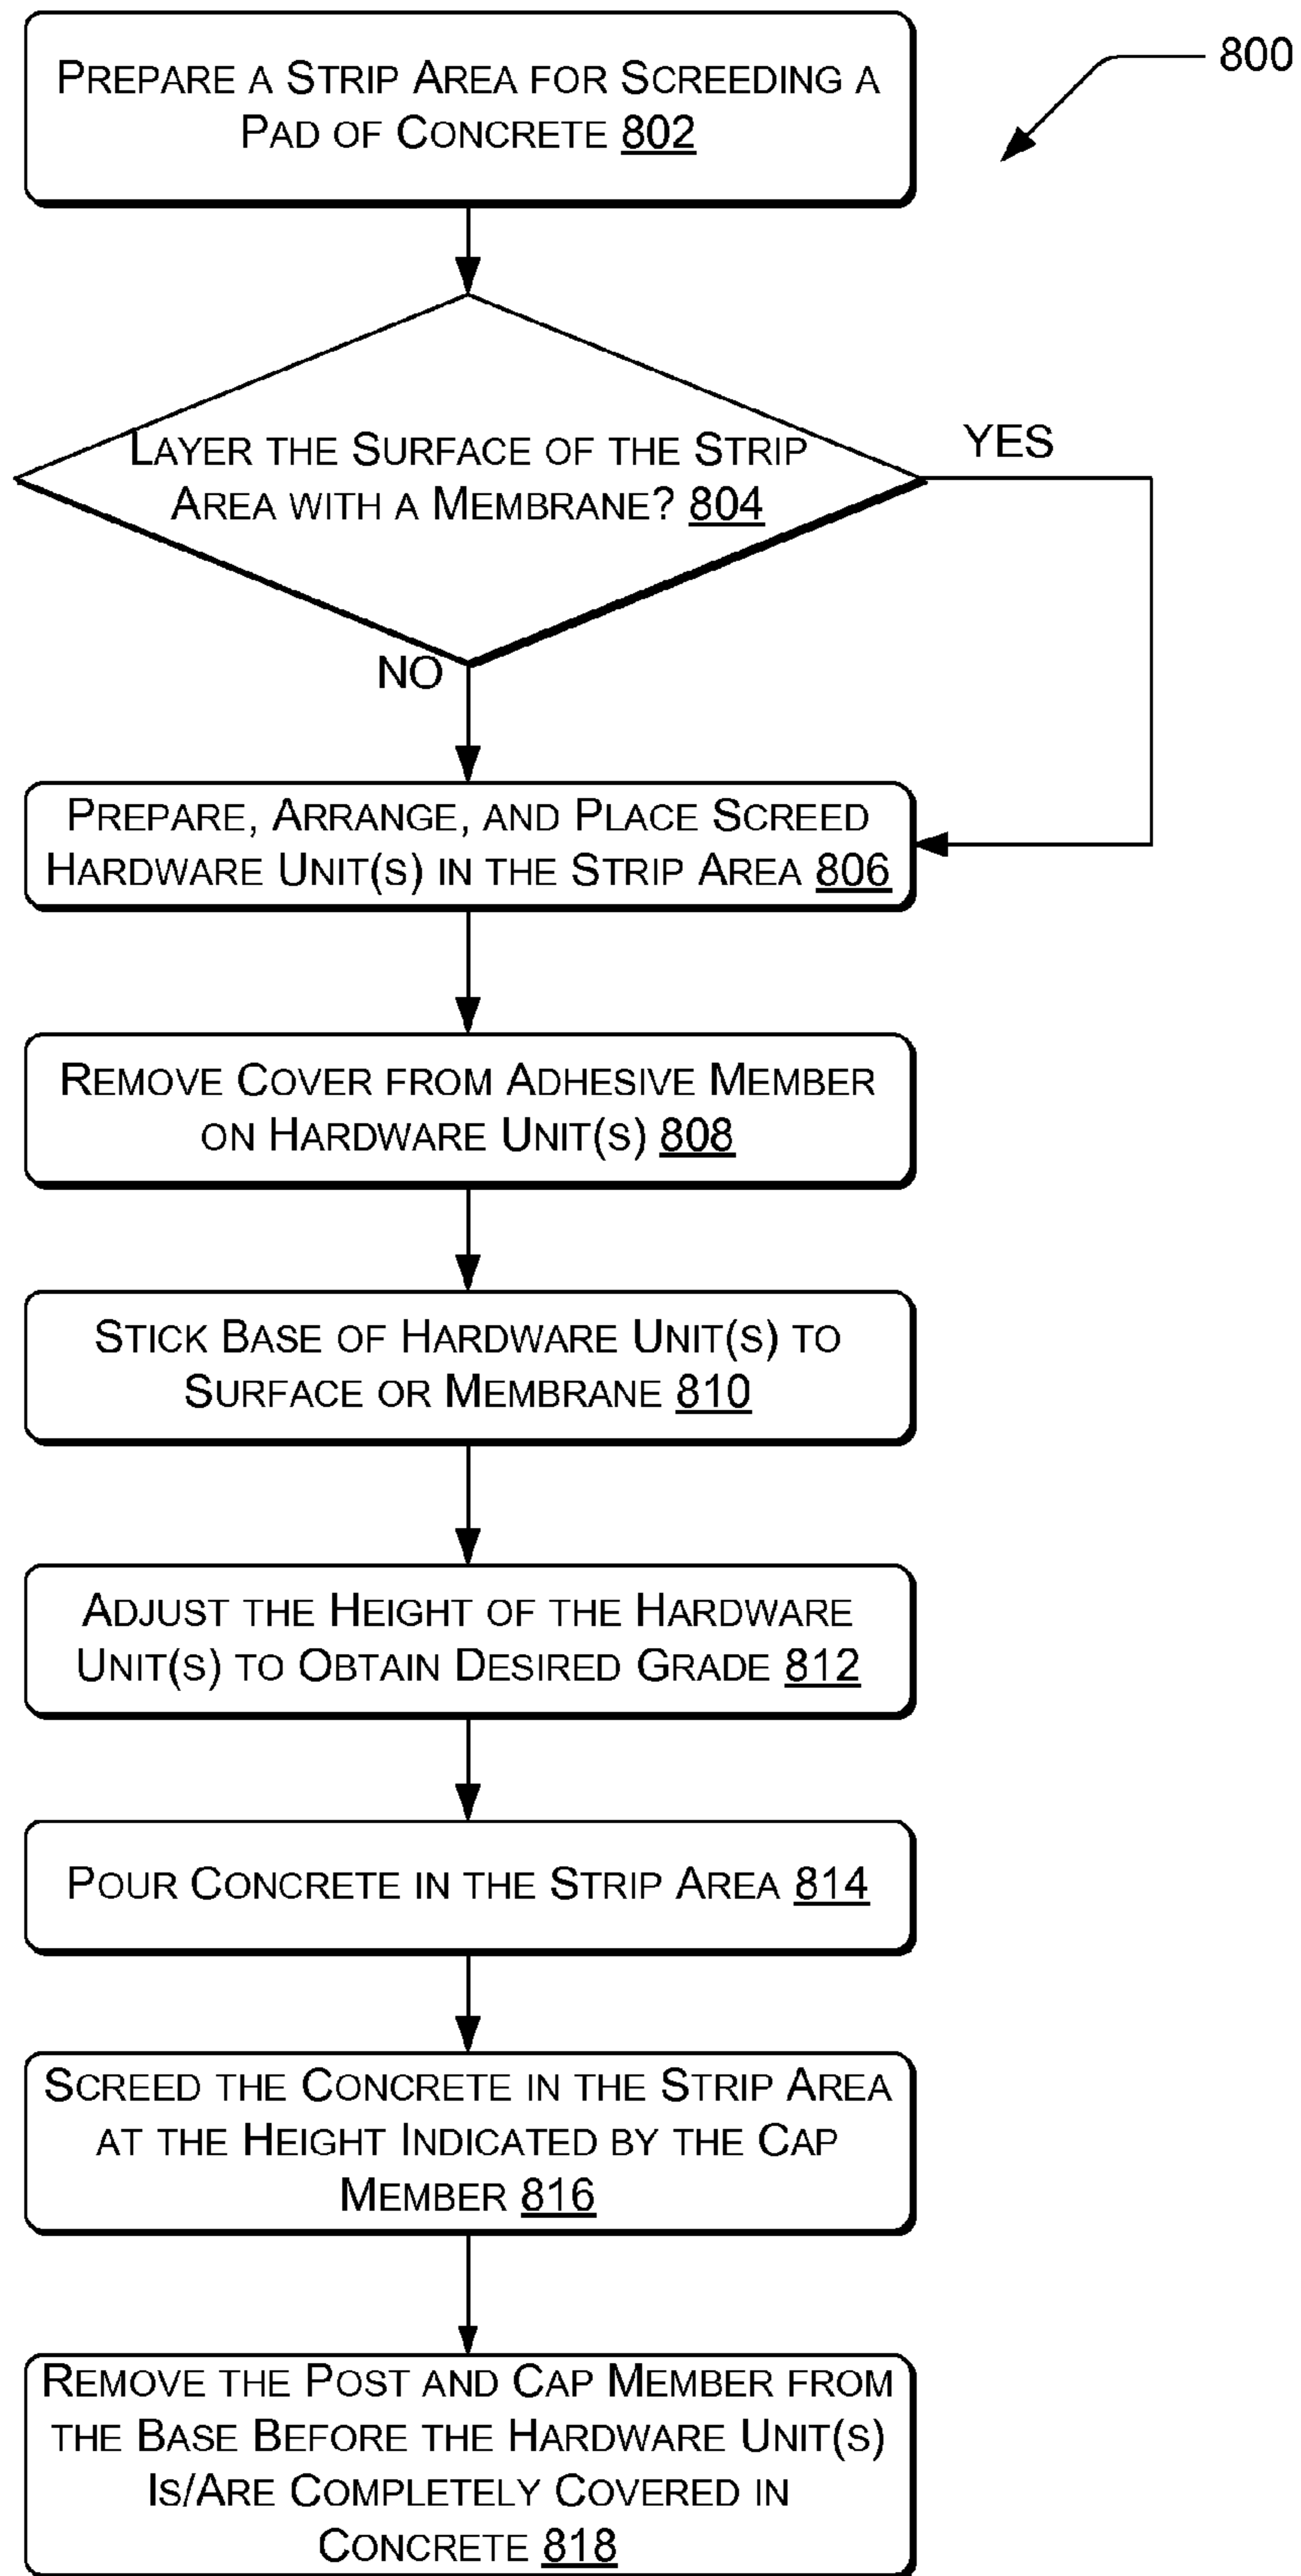 PREPARE A STRIP AREA FOR SCREEDING A
PAD OF CONCRETE 802
800
LAYER THE SURFACE OF THE STRIP
AREA WITH A MEMBRANE? 804
YES
NO
PREPARE, ARRANGE, AND PLACE SCREED
HARDWARE UNIT(S) IN THE STRIP AREA 806
REMOVE COVER FROM ADHESIVE MEMBER
ON HARDWARE UNIT(S) 808
STICK BASE OF HARDWARE UNIT(S) TO
SURFACE OR MEMBRANE 810
ADJUST THE HEIGHT OF THE HARDWARE
UNIT(S) TO OBTAIN DESIRED GRADE 812
POUR CONCRETE IN THE STRIP AREA 814
SCREED THE CONCRETE IN THE STRIP AREA
AT THE HEIGHT INDICATED BY THE CAP
MEMBER 816
REMOVE THE POST AND CAP MEMBER FROM
THE BASE BEFORE THE HARDWARE UNIT(S)
IS/ARE COMPLETELY COVERED IN
CONCRETE 818